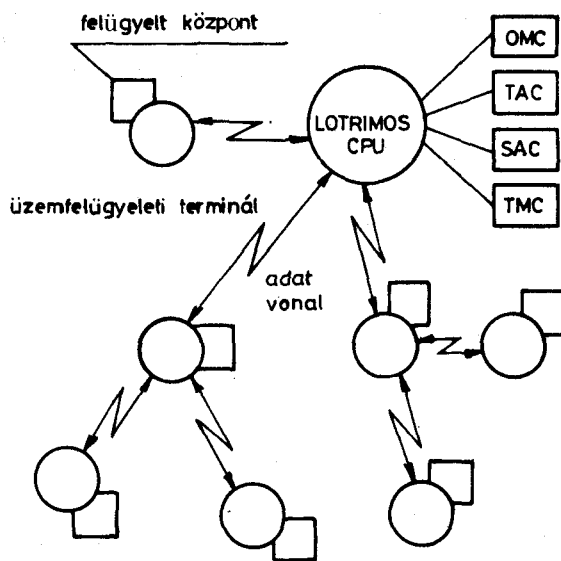 felügyelt központ
OMC
TAC
SAC
TMC
LOTRIMOS
CPU
üzemfelügyeleti terminál
adat
vonal